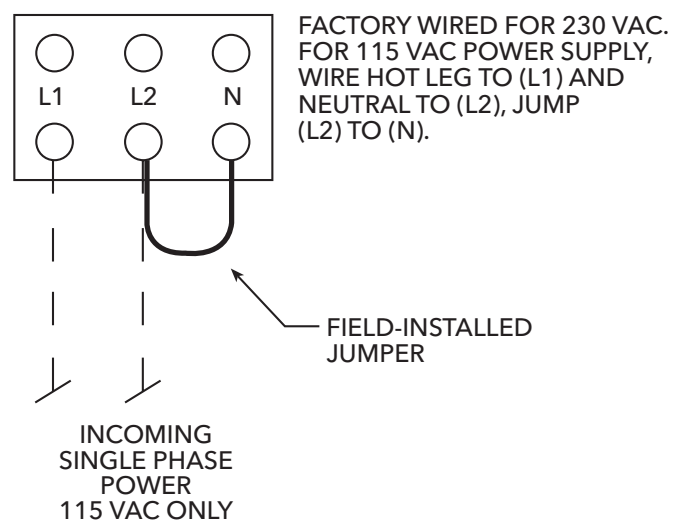 FACTORY WIRED FOR 230 VAC.
FOR 115 VAC POWER SUPPLY,
WIRE HOT LEG TO (L1) AND
NEUTRAL TO (L2), JUMP
(L2) TO (N).
L1 L2 N
FIELD-INSTALLED
JUMPER
INCOMING
SINGLE PHASE
POWER
115 VAC ONLY